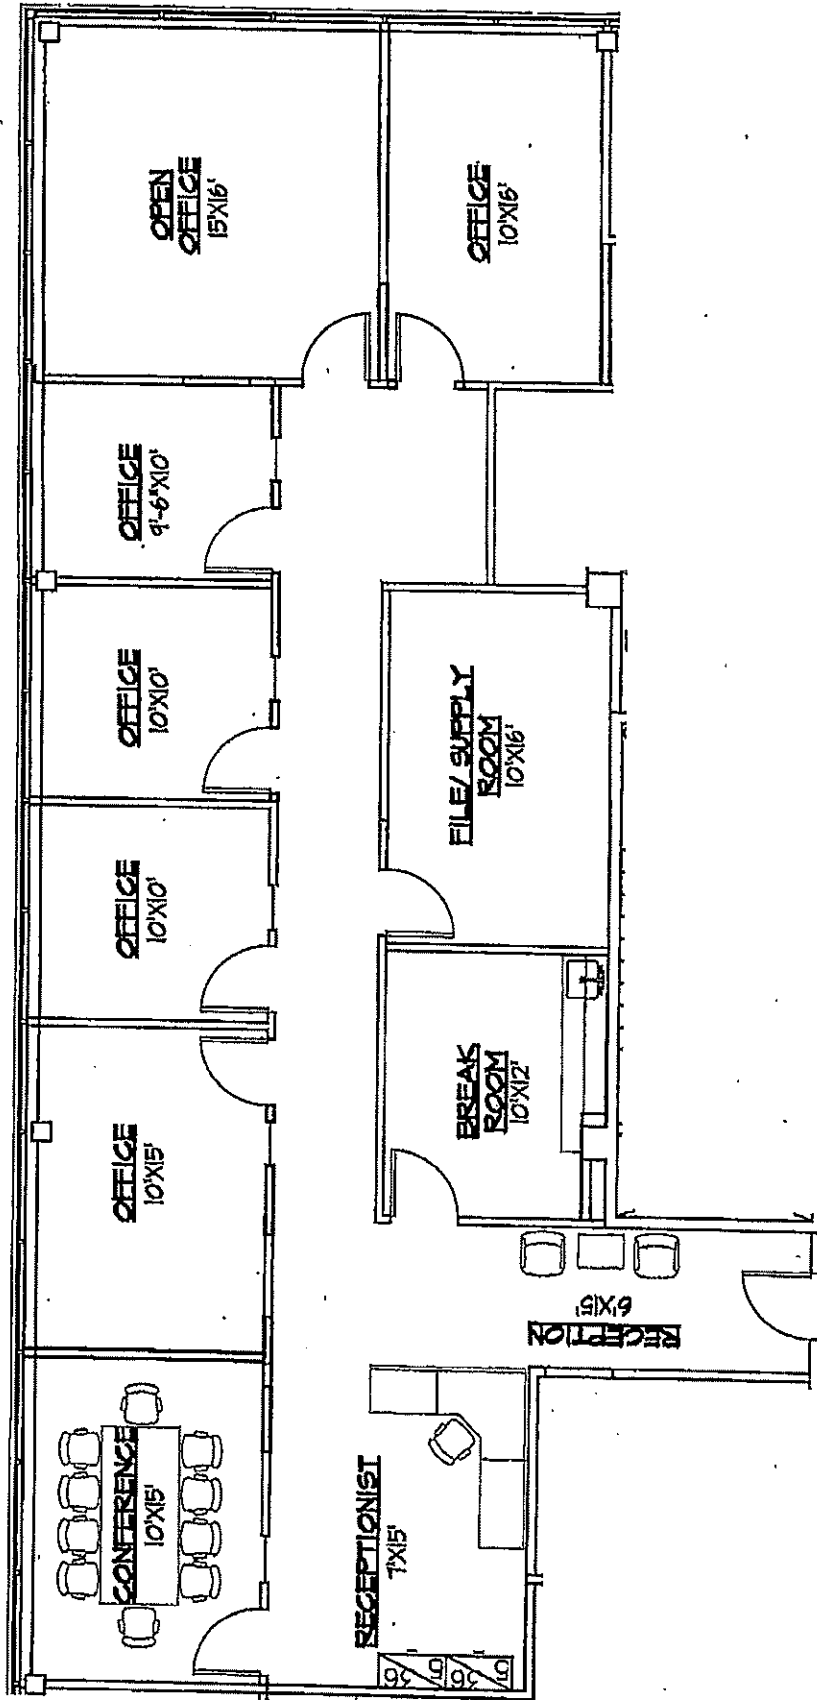 OPEN
OFFICE
15'X16'
OFFICE
10'X16'
OFFICE
9'-6"X10'
OFFICE
10'X10'
FILE/ SUPPLY
ROOM
10'X16'
OFFICE
10'X10'
BREAK
ROOM
10'X12'
OFFICE
10'X15'
RECEPTION
6'X15'
CONFERENCE
10'X15'
RECEPTIONIST
7'X15'
36
36